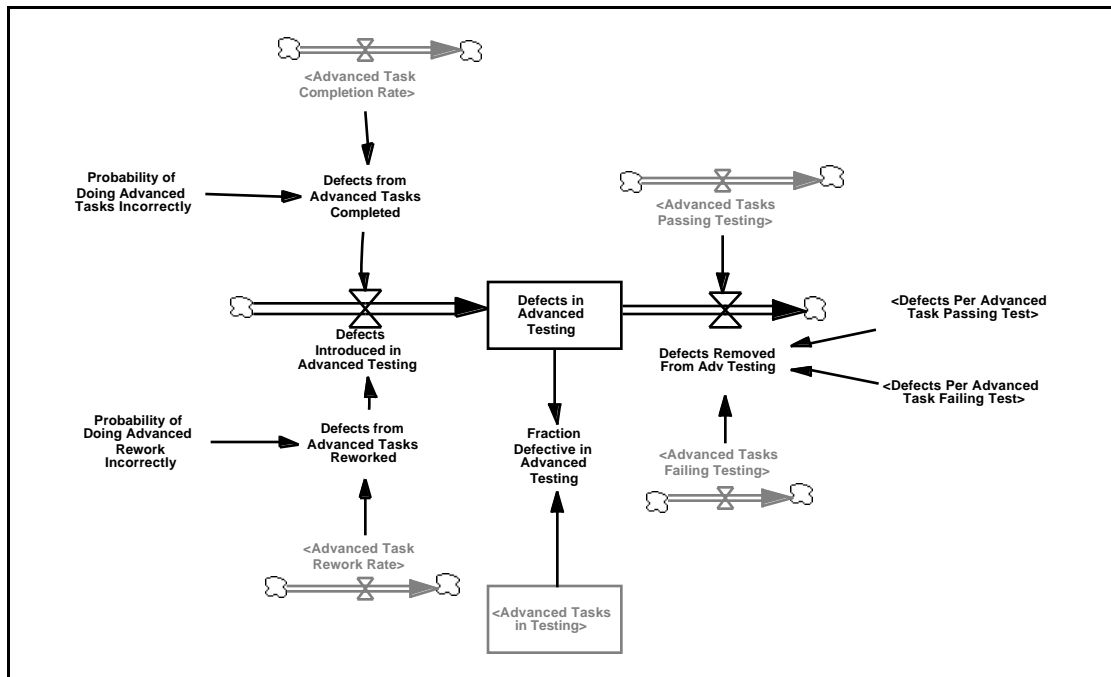 <Advanced Task
Completion Rate>
Probability of
Doing Advanced
Tasks Incorrectly
Defects from
Advanced Tasks
Completed
<Advanced Tasks
Passing Testing>
Defects
Introduced in
Advanced Testing
Defects in
Advanced
Testing
Defects Removed
From Adv Testing
<Defects Per Advanced
Task Passing Test>
<Defects Per Advanced
Task Failing Test>
Probability of
Doing Advanced
Rework
Incorrectly
Defects from
Advanced Tasks
Reworked
Fraction
Defective in
Advanced
Testing
<Advanced Tasks
Failing Testing>
<Advanced Task
Rework Rate>
<Advanced Tasks
in Testing>